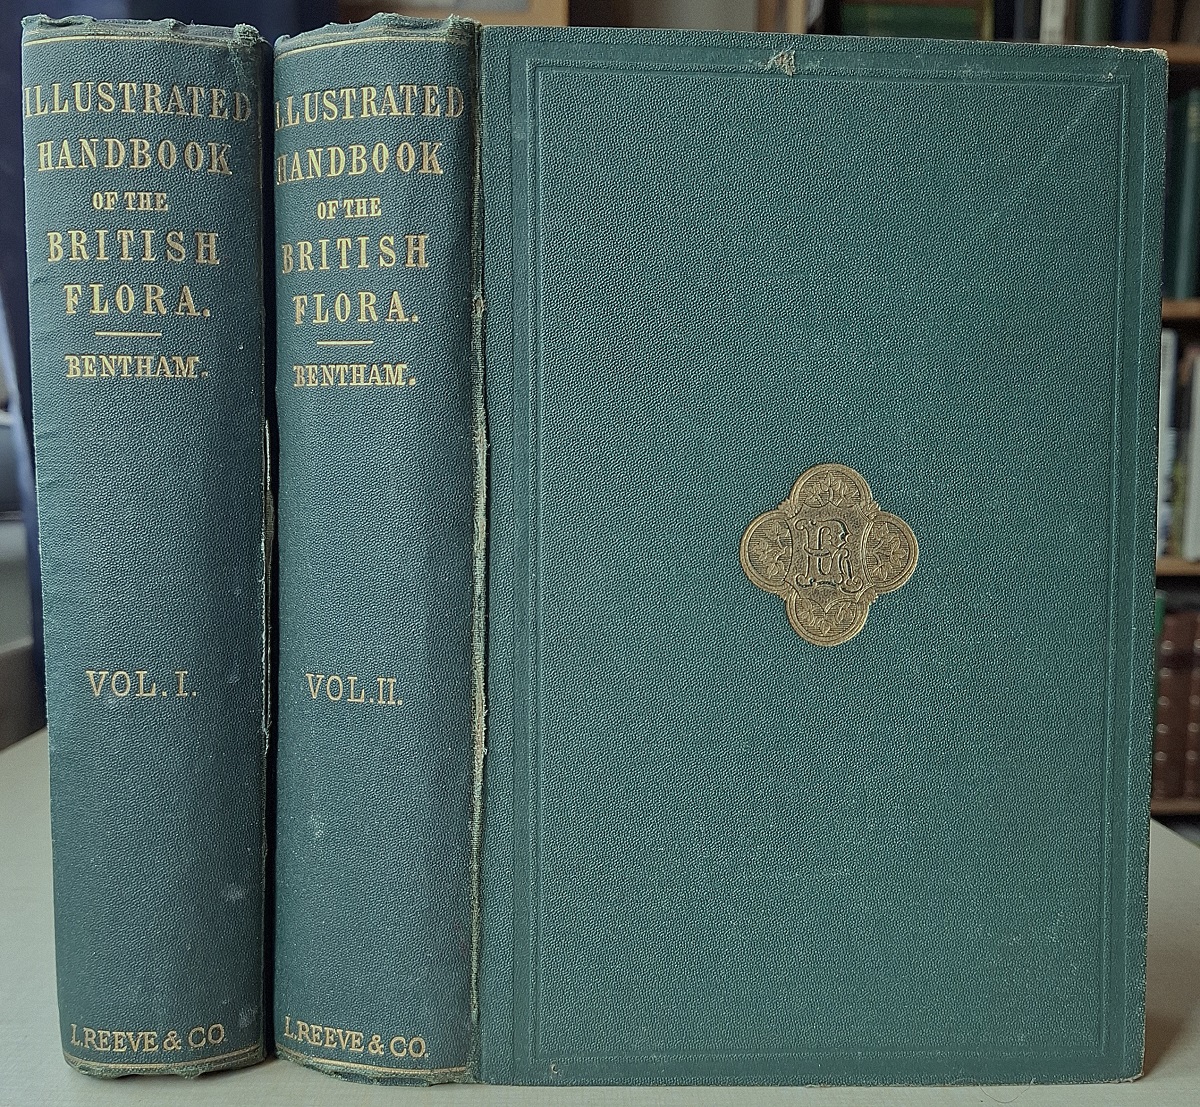 ILLUSTRATED
HANDBOOK
OF THE
BRITISH
FLORA.
BENTHAM.
VOL. I.
L. REEVE & CO.
ILLUSTRATED
HANDBOOK
OF THE
BRITISH
FLORA.
BENTHAM.
VOL. II.
L. REEVE & CO.